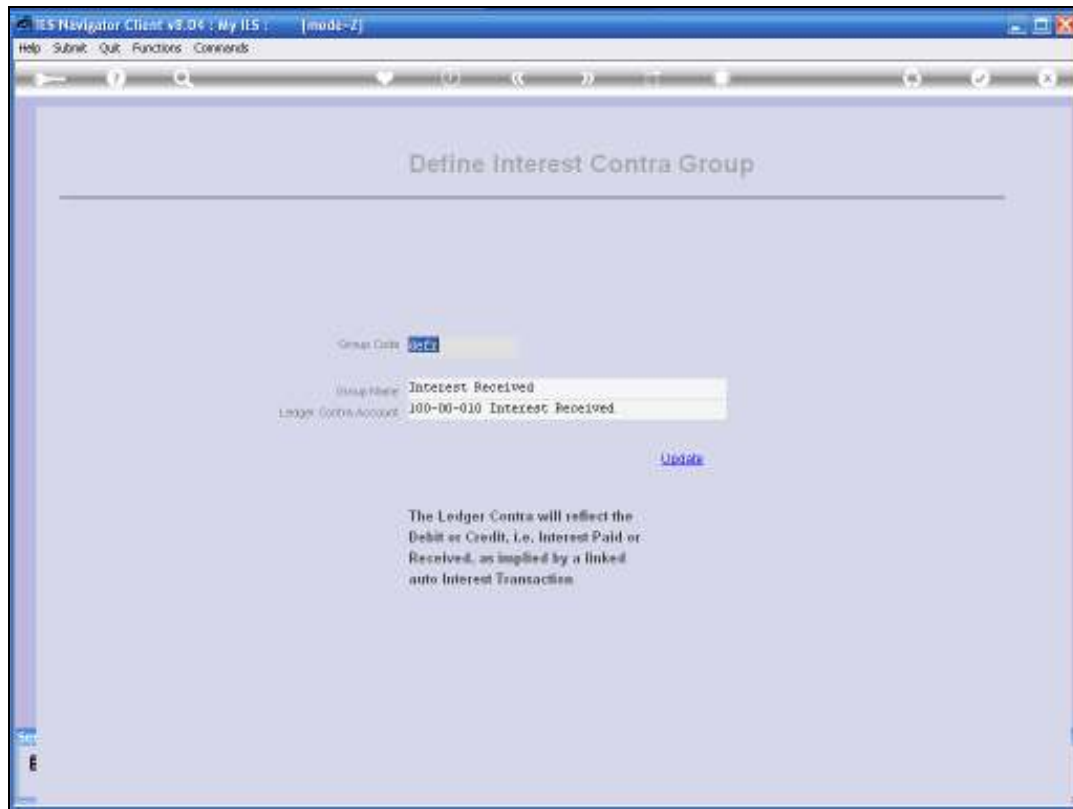 IES Navigator Client v3.04 : My IES : [mode-Z]
Help Submit Quit Functions Commands
Define Interest Contra Group
Group Code
Group Name Interest Received
Ledger Contra Account 100-00-010 Interest Received
Update
The Ledger Contra will reflect the
Debit or Credit, i.e. Interest Paid or
Received, as implied by a linked
auto Interest Transaction